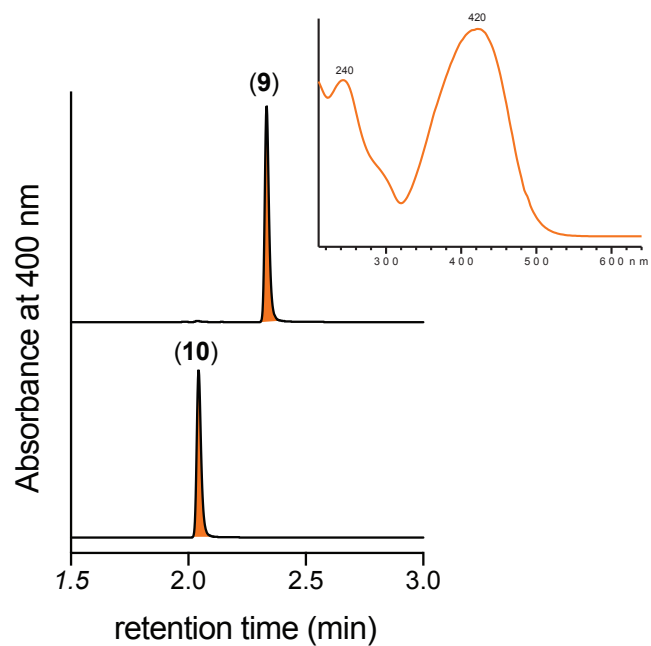 420
240
(9)
300 400 500 600 nm
(10)
Absorbance at 400 nm
1.5 2.0 2.5 3.0
retention time (min)